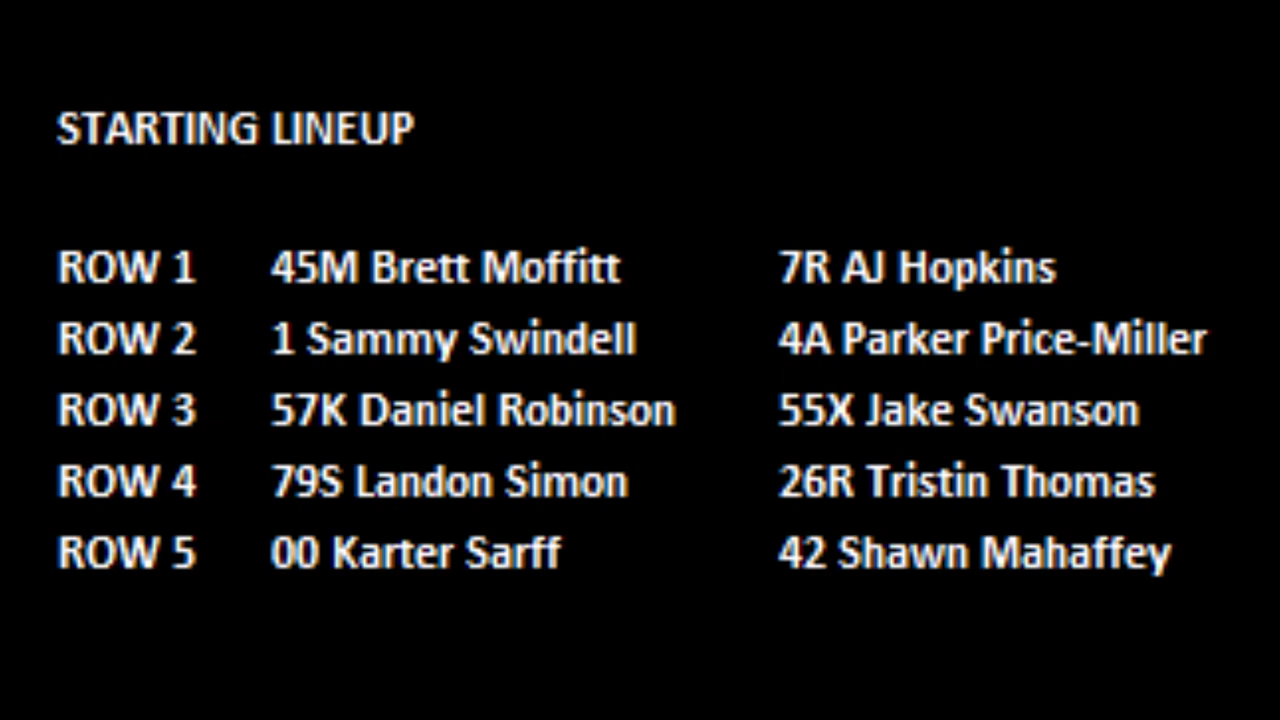 STARTING LINEUP
ROW 1 45M Brett Moffitt 7R AJ Hopkins
ROW 2 1 Sammy Swindell 4A Parker Price-Miller
ROW 3 57K Daniel Robinson 55X Jake Swanson
ROW 4 79S Landon Simon 26R Tristin Thomas
ROW 5 00 Karter Sarff 42 Shawn Mahaffey